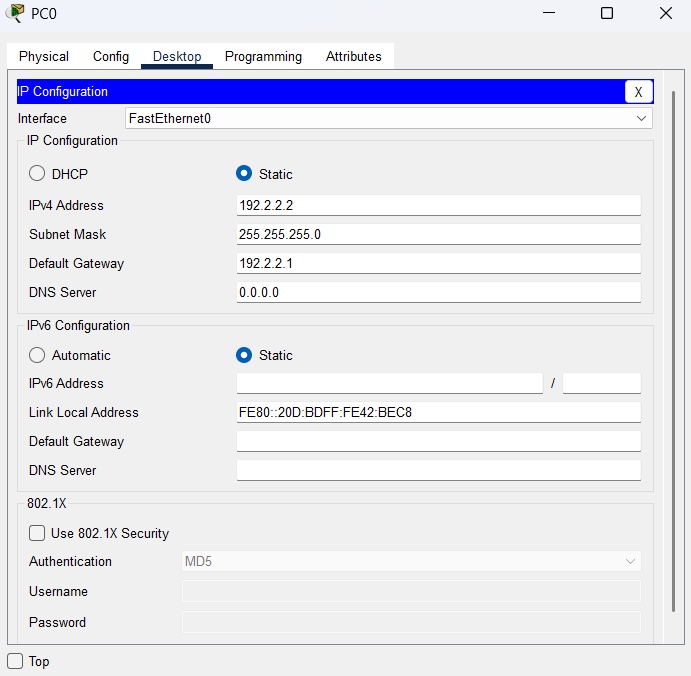 PC0
Physical Config Desktop Programming Attributes
IP Configuration X
Interface FastEthernet0
IP Configuration
DHCP Static
IPv4 Address 192.2.2.2
Subnet Mask 255.255.255.0
Default Gateway 192.2.2.1
DNS Server 0.0.0.0
IPv6 Configuration
Automatic Static
IPv6 Address /
Link Local Address FE80::20D:BDFF:FE42:BEC8
Default Gateway
DNS Server
802.1X
Use 802.1X Security
Authentication MD5
Username
Password
Top